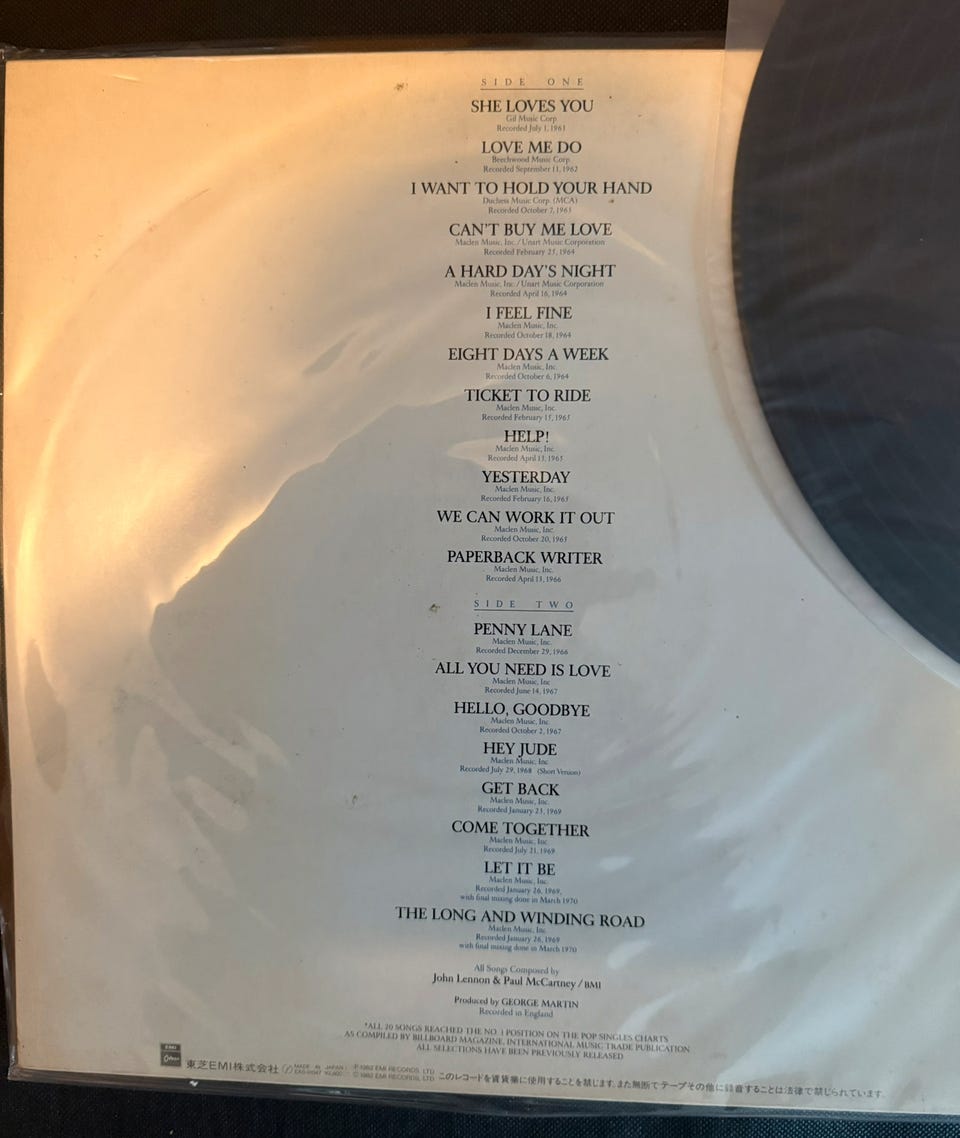 SIDE ONE
SHE LOVES YOU
Gil Music Corp
Recorded July 1, 1963
LOVE ME DO
Beechwood Music Corp
Recorded September 11, 1962
I WANT TO HOLD YOUR HAND
Duchess Music Corp. (MCA)
Recorded October 7, 1963
CAN'T BUY ME LOVE
Maclen Music, Inc. / Unart Music Corporation
Recorded February 25, 1964
A HARD DAY'S NIGHT
Maclen Music, Inc. / Unart Music Corporation
Recorded April 16, 1964
I FEEL FINE
Maclen Music, Inc.
Recorded October 18, 1964
EIGHT DAYS A WEEK
Maclen Music, Inc.
Recorded October 6, 1964
TICKET TO RIDE
Maclen Music, Inc.
Recorded February 15, 1965
HELP!
Maclen Music, Inc.
Recorded April 13, 1965
YESTERDAY
Maclen Music, Inc.
Recorded February 16, 1965
WE CAN WORK IT OUT
Maclen Music, Inc.
Recorded October 20, 1965
PAPERBACK WRITER
Maclen Music, Inc.
Recorded April 13, 1966
SIDE TWO
PENNY LANE
Maclen Music, Inc.
Recorded December 29, 1966
ALL YOU NEED IS LOVE
Maclen Music, Inc
Recorded June 14, 1967
HELLO, GOODBYE
Maclen Music, Inc.
Recorded October 2, 1967
HEY JUDE
Maclen Music, Inc
Recorded July 29, 1968 (Short Version)
GET BACK
Maclen Music, Inc.
Recorded January 23, 1969
COME TOGETHER
Maclen Music, Inc.
Recorded July 21, 1969
LET IT BE
Maclen Music, Inc.
Recorded January 26, 1969,
with final mixing done in March 1970
THE LONG AND WINDING ROAD
Maclen Music, Inc.
Recorded January 26, 1969
with final mixing done in March 1970
All Songs Composed by
John Lennon & Paul McCartney / BMI
Produced by GEORGE MARTIN
Recorded in England
*ALL 20 SONGS REACHED THE NO. 1 POSITION ON THE POP SINGLES CHARTS
AS COMPILED BY BILLBOARD MAGAZINE, INTERNATIONAL MUSIC TRADE PUBLICATION
ALL SELECTIONS HAVE BEEN PREVIOUSLY RELEASED
EMI
Odeon
東芝EMI株式会社
MADE IN JAPAN
℗ 1982 EMI RECORDS, LTD
© 1982 EMI RECORDS, LTD
このレコードを賃貸業に使用することを禁じます。また無断でテープその他に録音することは法律で禁じられています。